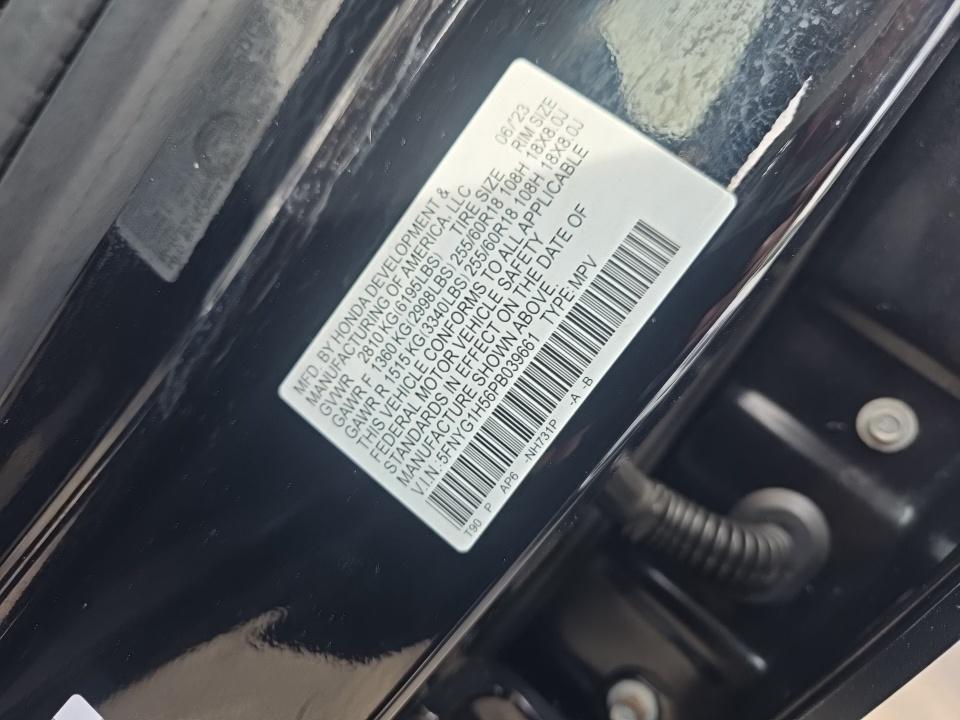 MFD. BY HONDA DEVELOPMENT &
MANUFACTURING OF AMERICA, LLC 06/'23
GVWR 2810KG(6195LBS) TIRE SIZE RIM SIZE
GAWR F 1360KG(2998LBS) 255/60R18 108H 18X8.0J
GAWR R 1515KG(3340LBS) 255/60R18 108H 18X8.0J
THIS VEHICLE CONFORMS TO ALL APPLICABLE
FEDERAL MOTOR VEHICLE SAFETY
STANDARDS IN EFFECT ON THE DATE OF
MANUFACTURE SHOWN ABOVE.
V.I.N.:5FNYG1H56PB039661 TYPE:MPV
T90 P AP6 -NH731P -A -B